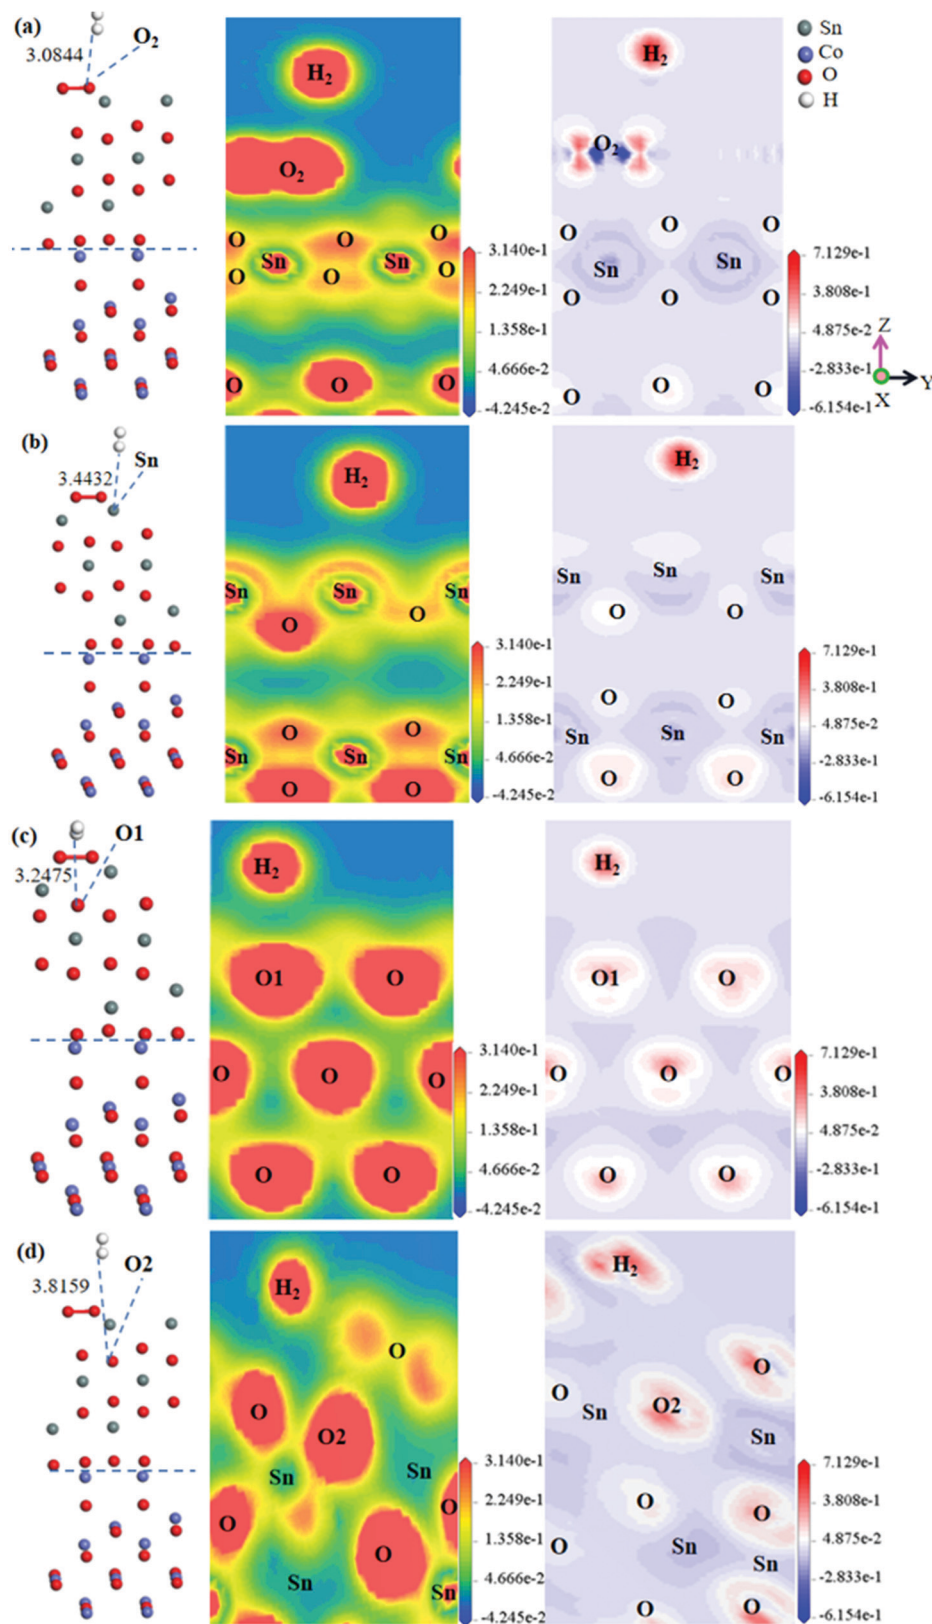 (a)
O₂
3.0844
H₂
O₂
O
O
O
Sn
Sn
O
O
O
O
O
O
3.140e-1
2.249e-1
1.358e-1
4.666e-2
-4.245e-2
H₂
O₂
O
O
O
Sn
Sn
O
O
O
O
O
7.129e-1
3.808e-1
4.875e-2
-2.833e-1
-6.154e-1
Sn
Co
O
H
Z
X
Y
(b)
Sn
3.4432
H₂
Sn
Sn
Sn
O
O
O
O
Sn
Sn
Sn
O
O
3.140e-1
2.249e-1
1.358e-1
4.666e-2
-4.245e-2
H₂
Sn
Sn
Sn
O
O
O
O
Sn
Sn
Sn
O
O
7.129e-1
3.808e-1
4.875e-2
-2.833e-1
-6.154e-1
(c)
O1
3.2475
H₂
O1
O
O
O
O
O
O
3.140e-1
2.249e-1
1.358e-1
4.666e-2
-4.242e-2
H₂
O1
O
O
O
O
O
O
7.129e-1
3.808e-1
4.875e-2
-2.833e-1
-6.154e-1
(d)
O2
3.8159
H₂
O
O
O2
Sn
Sn
O
O
O
Sn
Sn
3.140e-1
2.249e-1
1.358e-1
4.666e-2
-4.245e-2
H₂
O
O
Sn
O2
Sn
O
O
O
Sn
Sn
O
O
7.129e-1
3.808e-1
4.875e-2
-2.833e-1
-6.154e-1